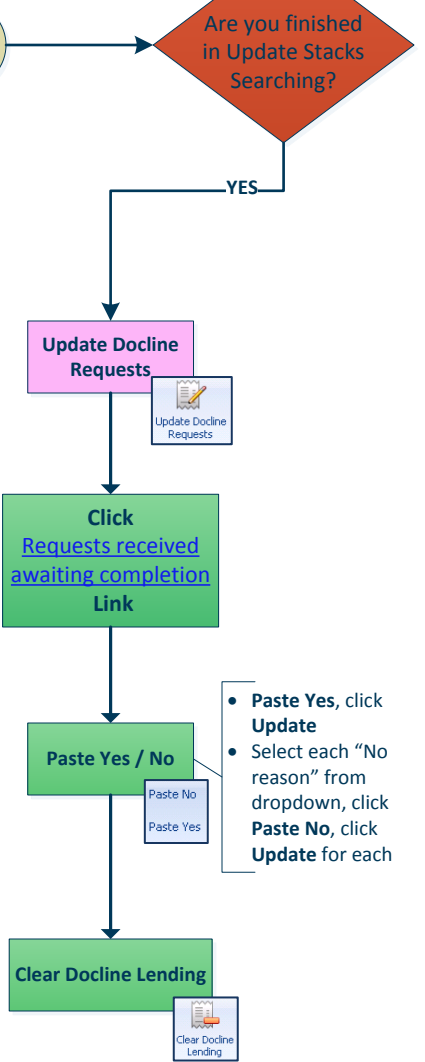 Are you finished
in Update Stacks
Searching?
YES
Update Docline
Requests
Update Docline
Requests
Click
Requests received
awaiting completion
Link
Paste Yes / No
Paste No
Paste Yes
• Paste Yes, click
Update
• Select each “No
reason” from
dropdown, click
Paste No, click
Update for each
Clear Docline Lending
Clear Docline
Lending